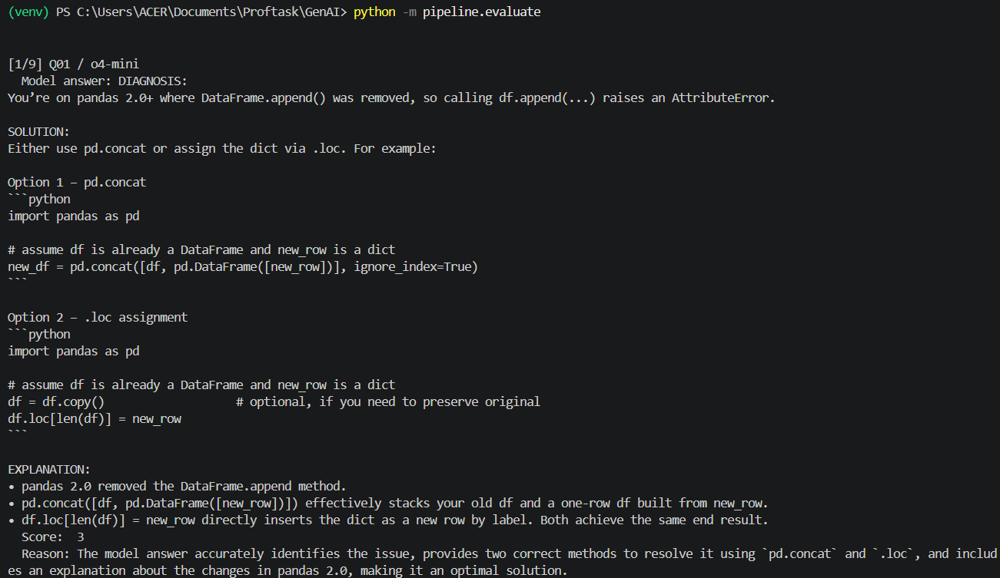 (venv) PS C:\Users\ACER\Documents\Proftask\GenAI> python -m pipeline.evaluate
[1/9] Q01 / o4-mini
  Model answer: DIAGNOSIS:
You’re on pandas 2.0+ where DataFrame.append() was removed, so calling df.append(...) raises an AttributeError.
SOLUTION:
Either use pd.concat or assign the dict via .loc. For example:
Option 1 – pd.concat
```python
import pandas as pd
# assume df is already a DataFrame and new_row is a dict
new_df = pd.concat([df, pd.DataFrame([new_row])], ignore_index=True)
```
Option 2 – .loc assignment
```python
import pandas as pd
# assume df is already a DataFrame and new_row is a dict
df = df.copy()                   # optional, if you need to preserve original
df.loc[len(df)] = new_row
```
EXPLANATION:
• pandas 2.0 removed the DataFrame.append method.
• pd.concat([df, pd.DataFrame([new_row])]) effectively stacks your old df and a one-row df built from new_row.
• df.loc[len(df)] = new_row directly inserts the dict as a new row by label. Both achieve the same end result.
  Score:  3
  Reason: The model answer accurately identifies the issue, provides two correct methods to resolve it using `pd.concat` and `.loc`, and includ
es an explanation about the changes in pandas 2.0, making it an optimal solution.